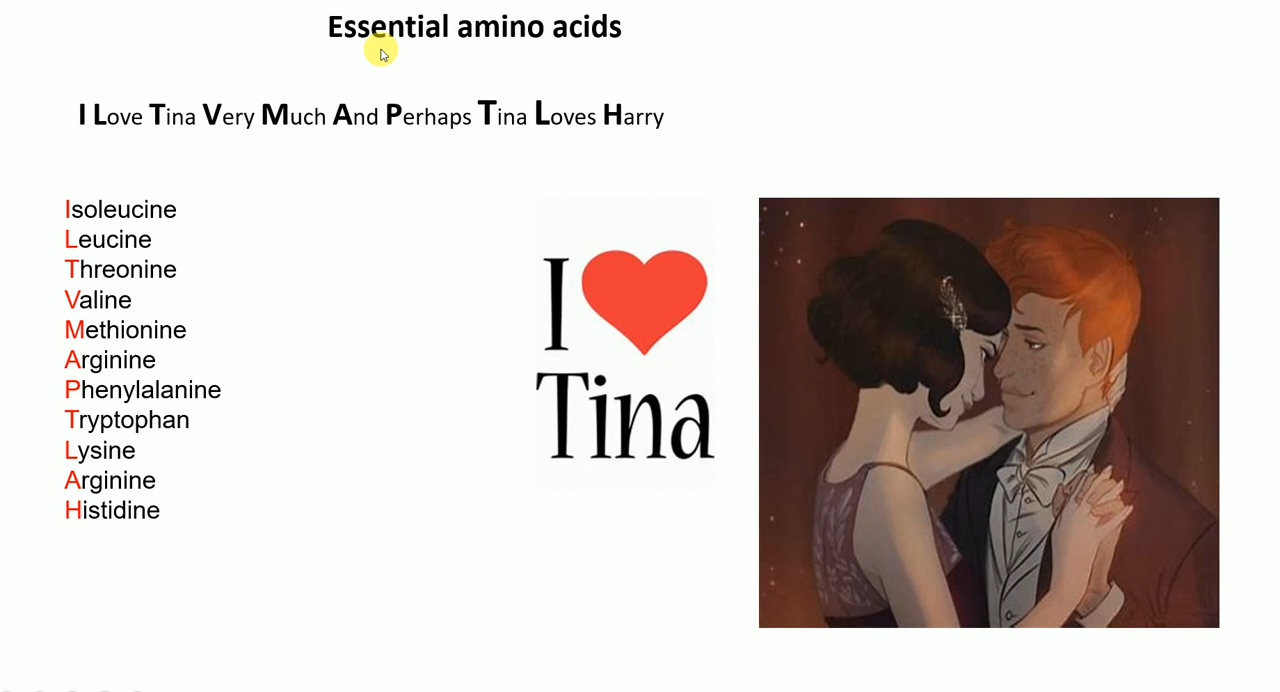 Essential amino acids
I Love Tina Very Much And Perhaps Tina Loves Harry
Isoleucine
Leucine
Threonine
Valine
Methionine
Arginine
Phenylalanine
Tryptophan
Lysine
Arginine
Histidine
I
Tina